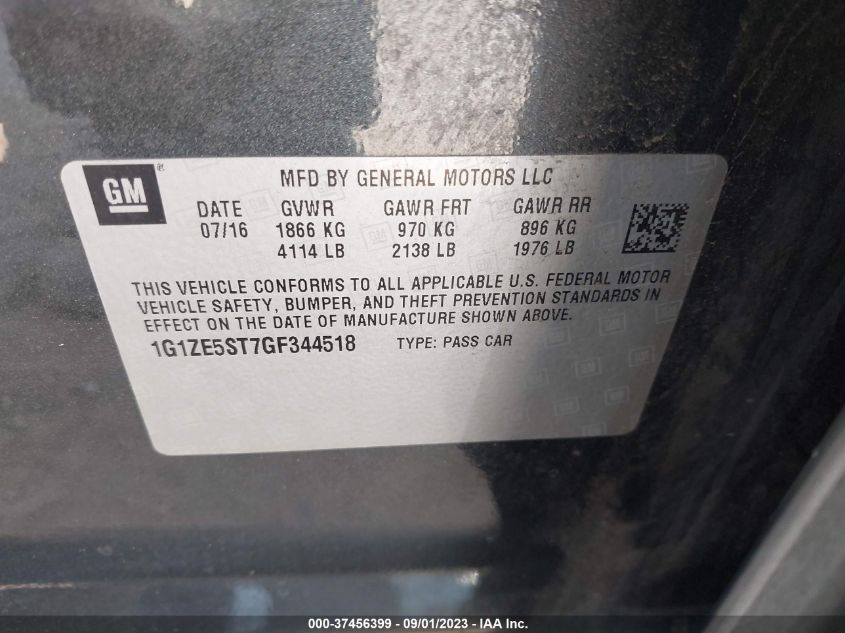 GM ®
MFD BY GENERAL MOTORS LLC
DATE GVWR GAWR FRT GAWR RR
07/16 1866 KG 970 KG 896 KG
4114 LB 2138 LB 1976 LB
THIS VEHICLE CONFORMS TO ALL APPLICABLE U.S. FEDERAL MOTOR
VEHICLE SAFETY, BUMPER, AND THEFT PREVENTION STANDARDS IN
EFFECT ON THE DATE OF MANUFACTURE SHOWN ABOVE.
1G1ZE5ST7GF344518 TYPE: PASS CAR
000-37456399 - 09/01/2023 - IAA Inc.